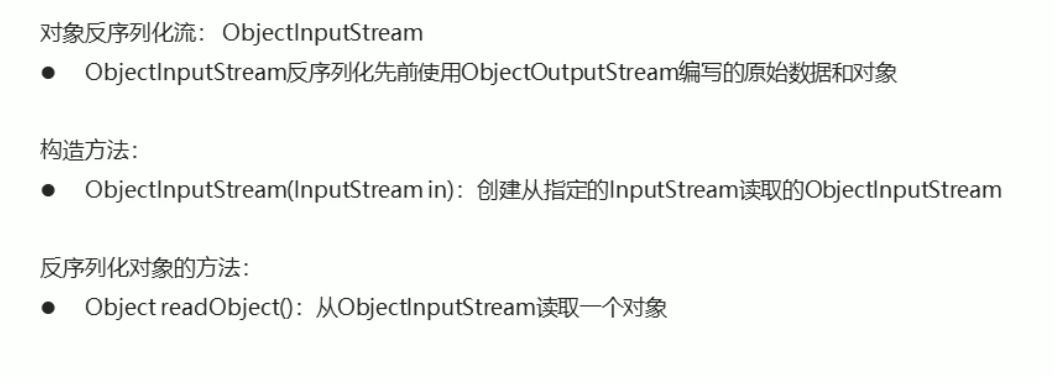 对象反序列化流： ObjectInputStream
● ObjectInputStream反序列化先前使用ObjectOutputStream编写的原始数据和对象
构造方法：
● ObjectInputStream(InputStream in)：创建从指定的InputStream读取的ObjectInputStream
反序列化对象的方法：
● Object readObject()：从ObjectInputStream读取一个对象